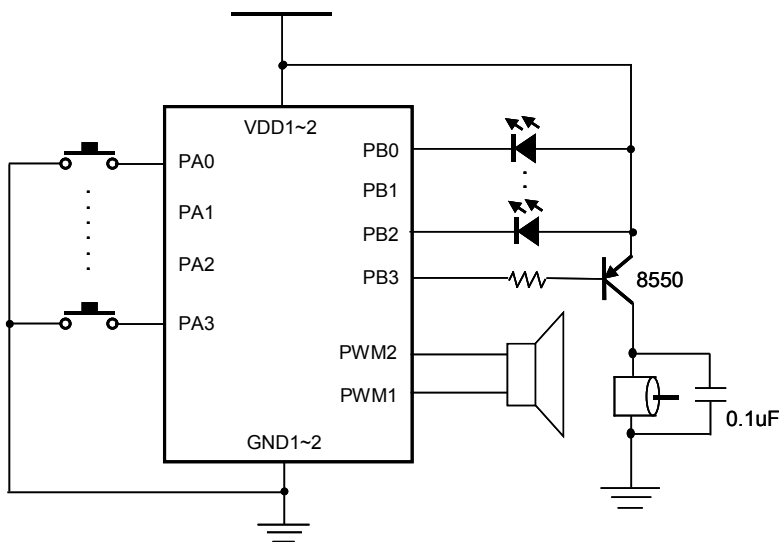 VDD1~2
PA0
PA1
PA2
PA3
PB0
PB1
PB2
PB3
PWM2
PWM1
GND1~2
8550
0.1uF